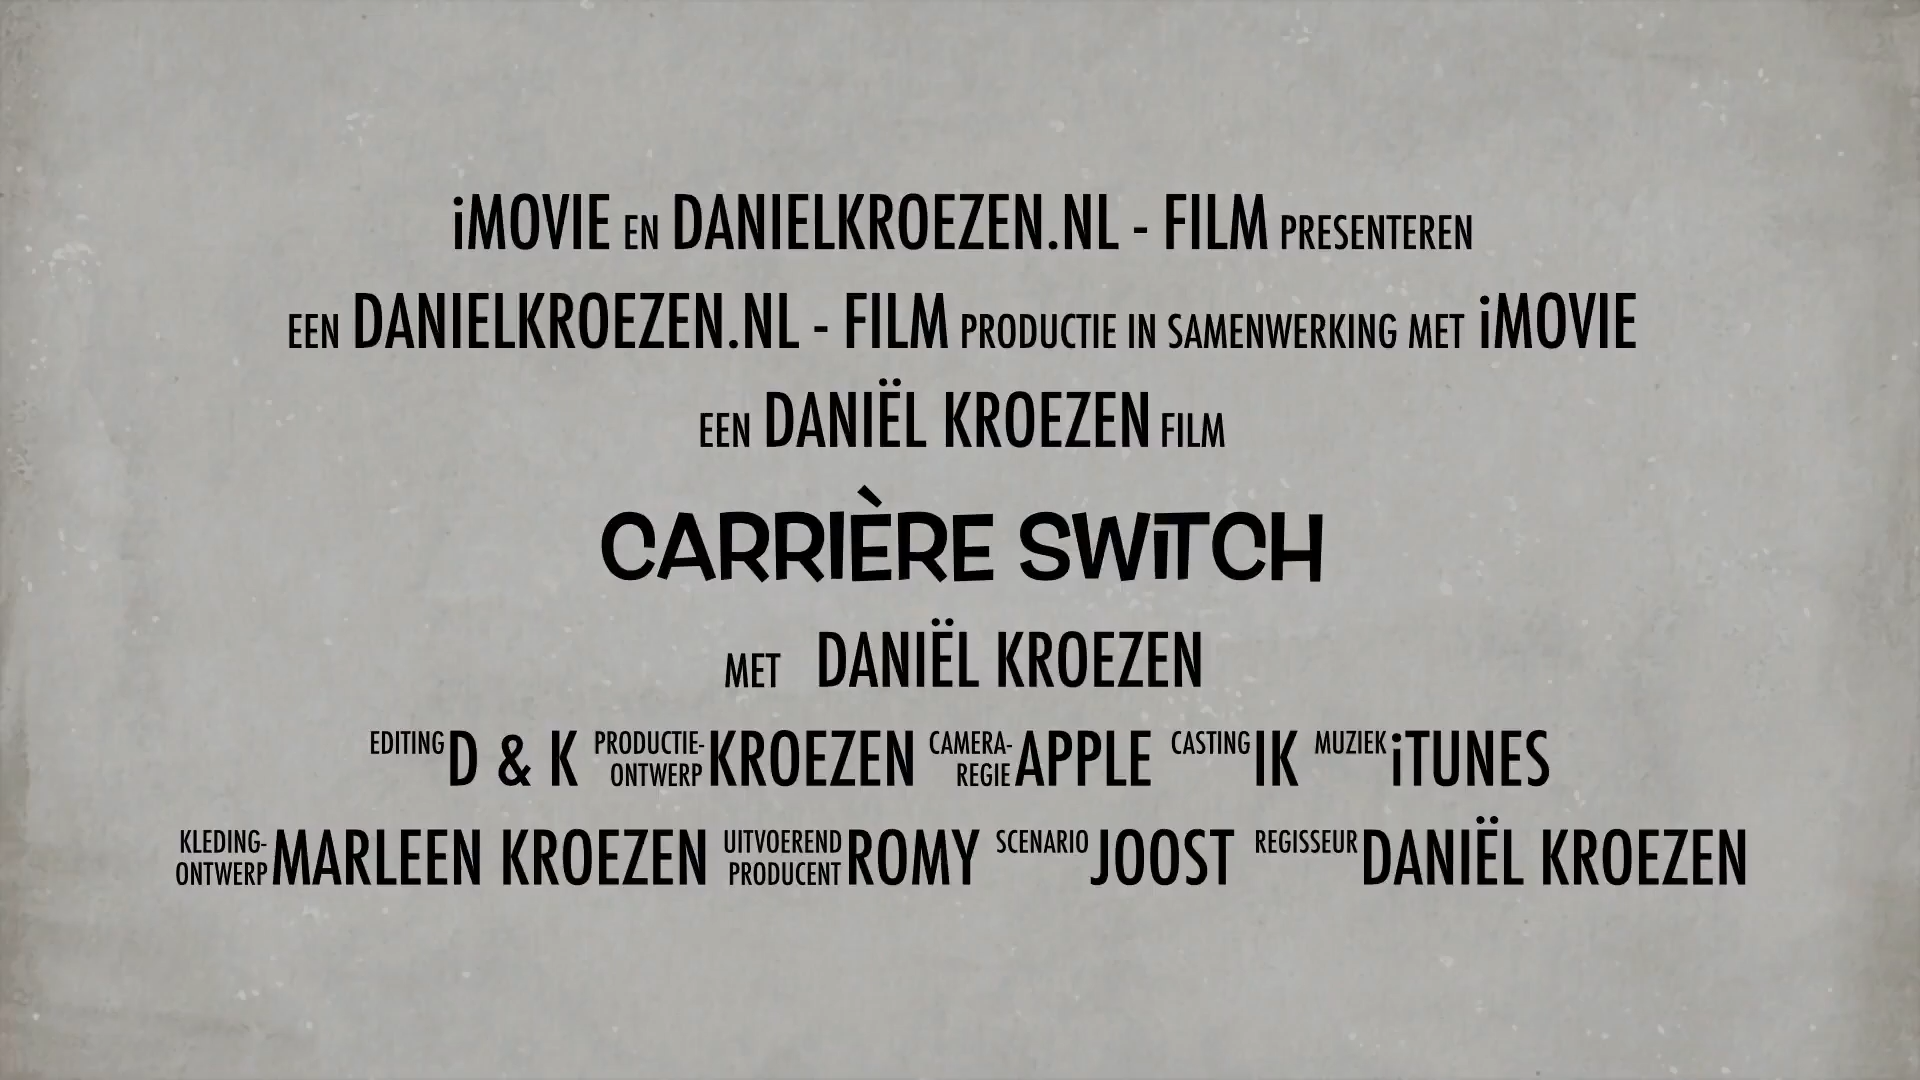 iMOVIE EN DANIELKROEZEN.NL - FILM PRESENTEREN
EEN DANIELKROEZEN.NL - FILM PRODUCTIE IN SAMENWERKING MET iMOVIE
EEN DANIËL KROEZEN FILM
CARRIÈRE SWiTCH
MET DANIËL KROEZEN
EDITING D & K PRODUCTIE-ONTWERP KROEZEN CAMERA-REGIE APPLE CASTING IK MUZIEK iTUNES
KLEDING-ONTWERP MARLEEN KROEZEN UITVOEREND PRODUCENT ROMY SCENARIO JOOST REGISSEUR DANIËL KROEZEN